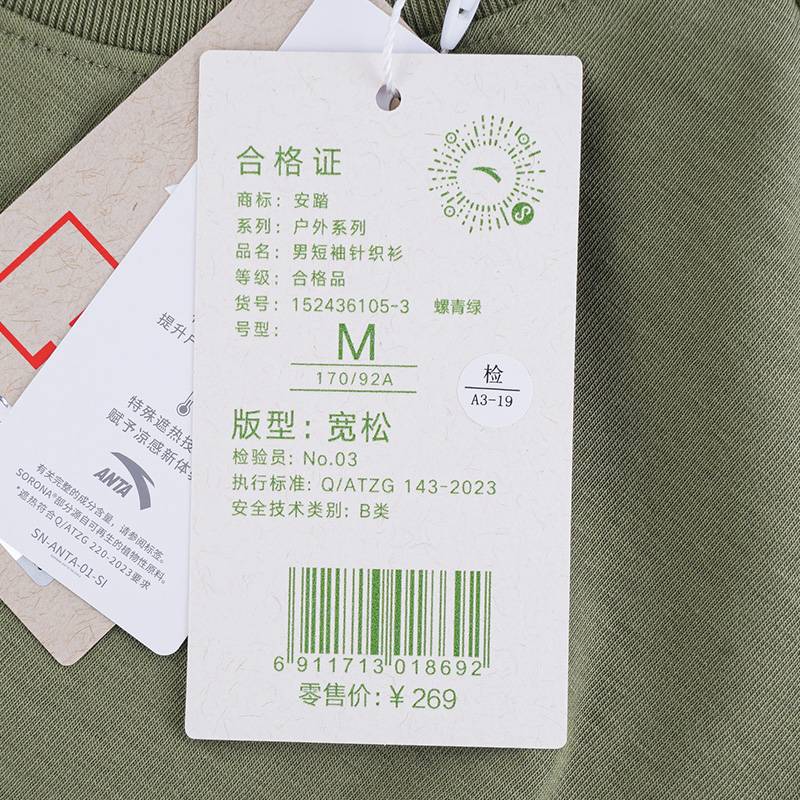 合格证
商标：安踏
系列：户外系列
品名：男短袖针织衫
等级：合格品
货号：152436105-3 螺青绿
号型：M
170/92A
检
A3-19
版型：宽松
检验员：No.03
执行标准：Q/ATZG 143-2023
安全技术类别：B类
6 911713 018692
零售价：￥269
提升户
特殊遮热技
赋予凉感新体
ANTA
有关完整的成分含量，请参阅标签。
SORONA®部分源自可再生的植物性原料。
*遮热符合Q/ATZG 220-2023要求
SN-ANTA-01-SI